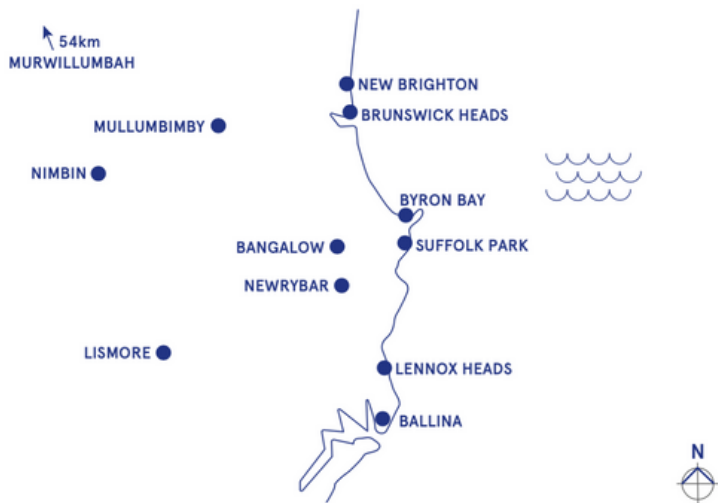 54km
MURWILLUMBAH
NEW BRIGHTON
BRUNSWICK HEADS
MULLUMBIMBY
NIMBIN
BYRON BAY
SUFFOLK PARK
BANGALOW
NEWRYBAR
LISMORE
LENNOX HEADS
BALLINA
N